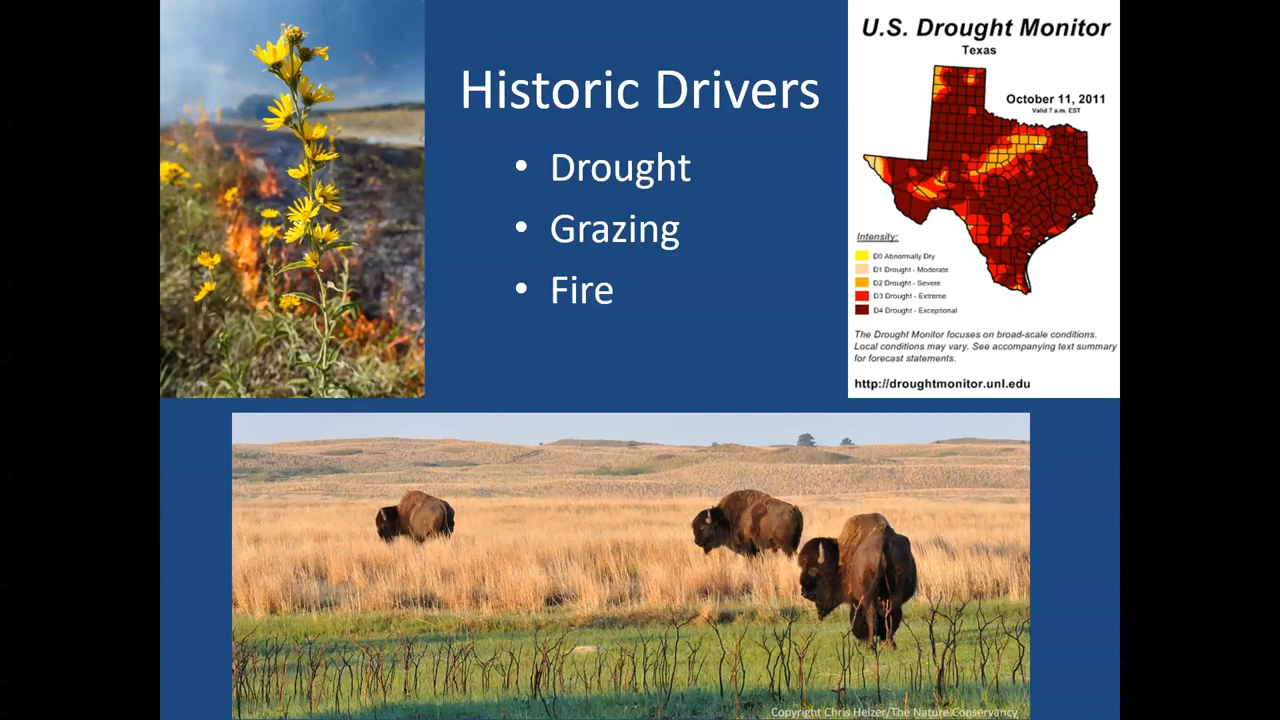 Historic Drivers
• Drought
• Grazing
• Fire
U.S. Drought Monitor
Texas
October 11, 2011
Valid 7 a.m. EST
Intensity:
D0 Abnormally Dry
D1 Drought - Moderate
D2 Drought - Severe
D3 Drought - Extreme
D4 Drought - Exceptional
The Drought Monitor focuses on broad-scale conditions.
Local conditions may vary. See accompanying text summary
for forecast statements.
http://droughtmonitor.unl.edu
Copyright Chris Helzer/The Nature Conservancy